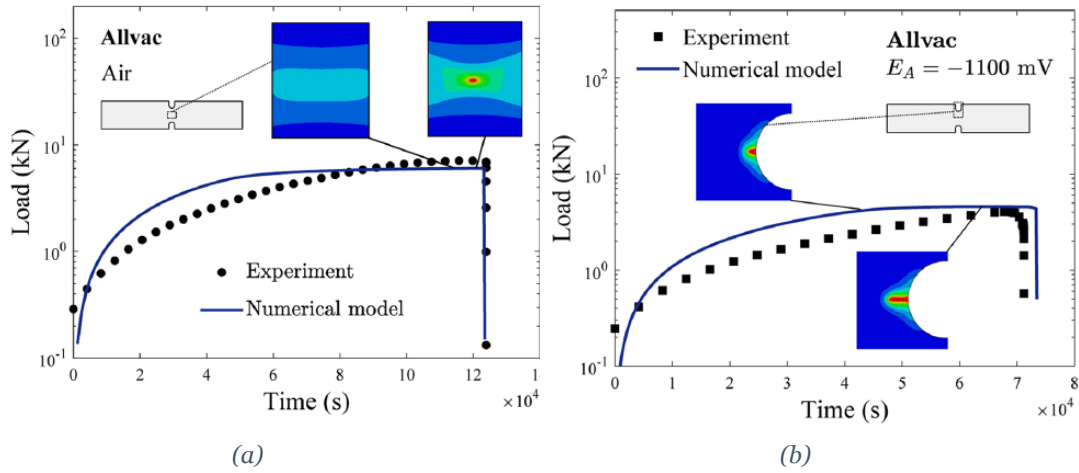 Load (kN)
10^2
10^1
10^0
10^-1
Allvac
Air
Experiment
Numerical model
0
2
4
6
8
10
12
×10^4
Time (s)
(a)
Load (kN)
10^2
10^1
10^0
10^-1
Experiment
Numerical model
Allvac
E_A = −1100 mV
0
1
2
3
4
5
6
7
8
×10^4
Time (s)
(b)